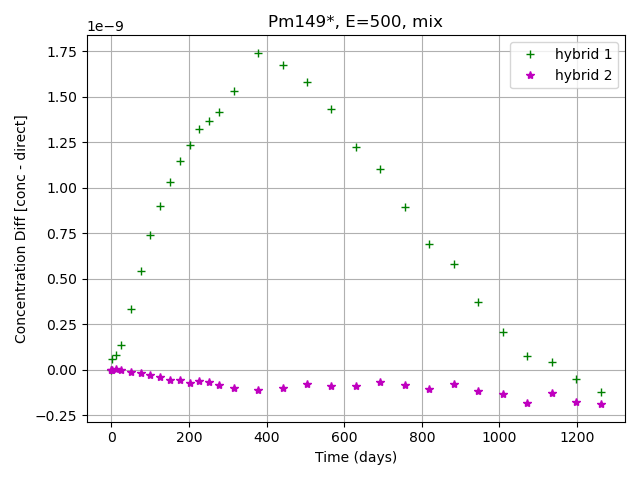 Pm149*, E=500, mix
1e−9
hybrid 1
hybrid 2
1.75
1.50
1.25
1.00
0.75
0.50
0.25
0.00
−0.25
Concentration Diff [conc - direct]
0 200 400 600 800 1000 1200
Time (days)